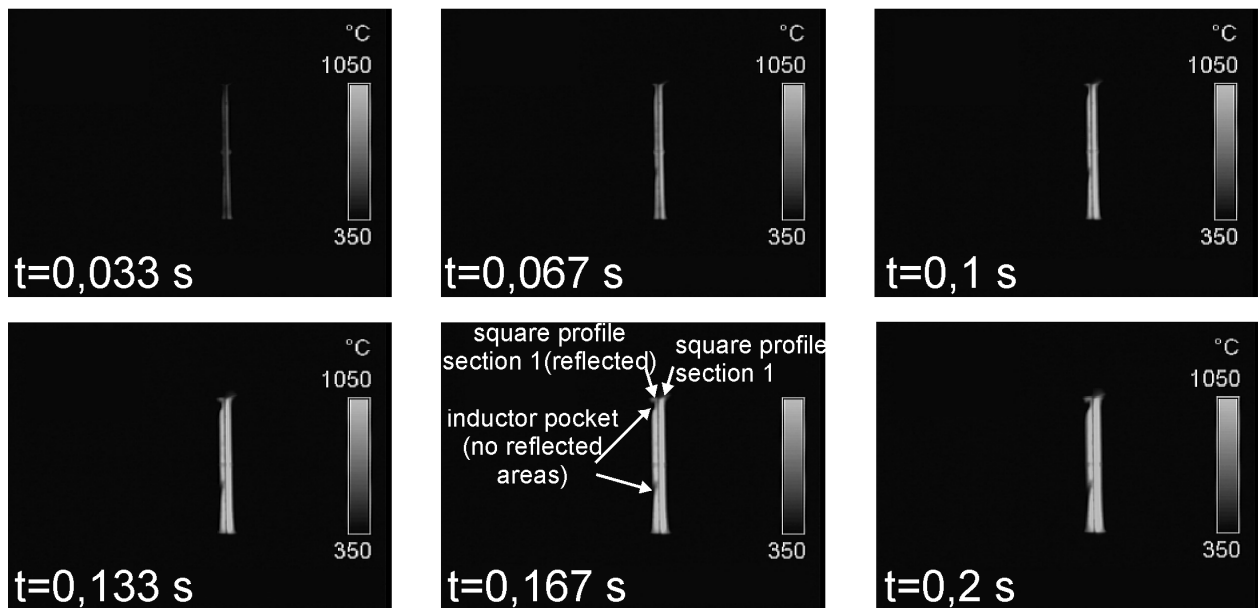 °C
1050
350
t=0,033 s
°C
1050
350
t=0,067 s
°C
1050
350
t=0,1 s
°C
1050
350
t=0,133 s
square profile
section 1(reflected)
square profile
section 1
inductor pocket
(no reflected
areas)
350
t=0,167 s
°C
1050
350
t=0,2 s